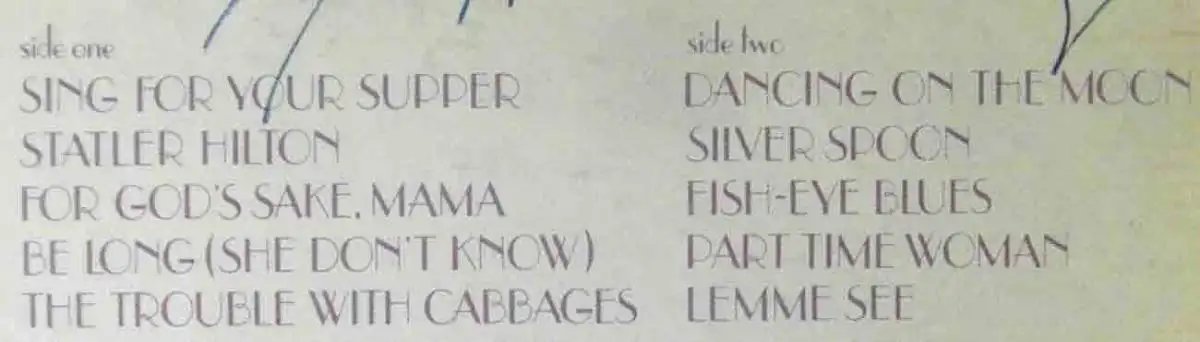 side one
SING FOR YOUR SUPPER
STATLER HILTON
FOR GOD'S SAKE, MAMA
BE LONG (SHE DON'T KNOW)
THE TROUBLE WITH CABBAGES
side two
DANCING ON THE MOON
SILVER SPOON
FISH-EYE BLUES
PART TIME WOMAN
LEMME SEE